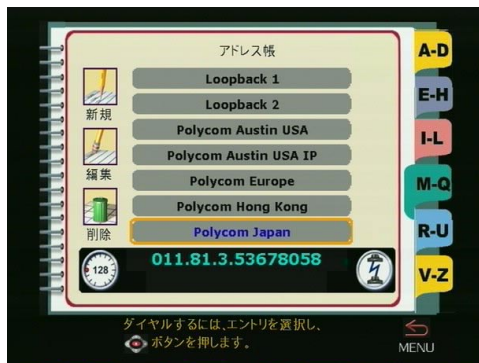 アドレス帳
新規
編集
削除
Loopback 1
Loopback 2
Polycom Austin USA
Polycom Austin USA IP
Polycom Europe
Polycom Hong Kong
Polycom Japan
128
011.81.3.53678058
A-D
E-H
I-L
M-Q
R-U
V-Z
ダイヤルするには、エントリを選択し、
ボタンを押します。
MENU